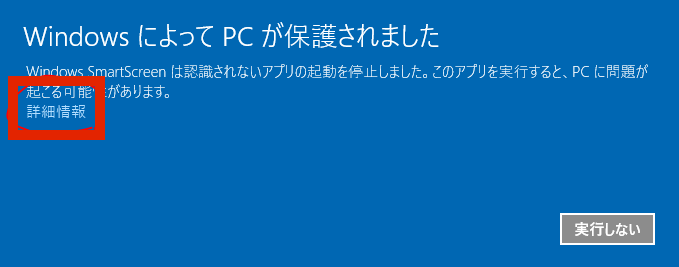 Windows によって PC が保護されました
Windows SmartScreen は認識されないアプリの起動を停止しました。このアプリを実行すると、PC に問題が
起こる可能性があります。
詳細情報
実行しない